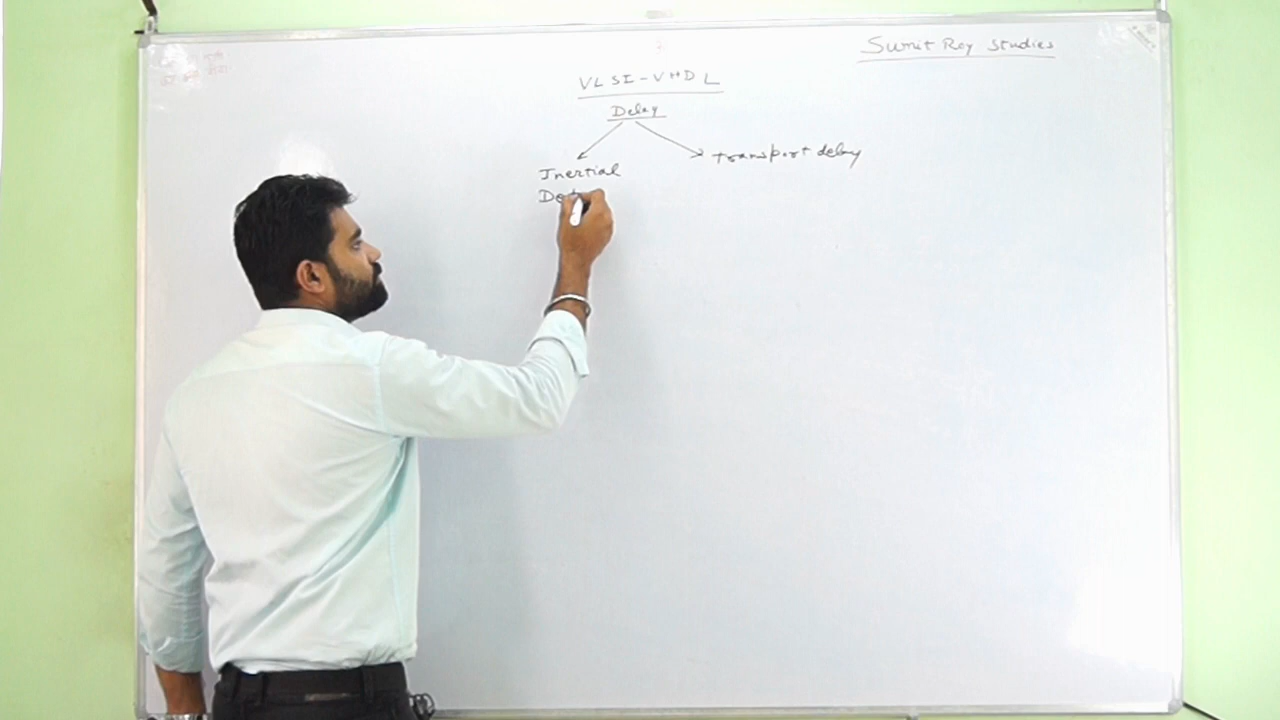 Sumit Roy Studies
VLSI-VHDL
Delay
Inertial
transport delay